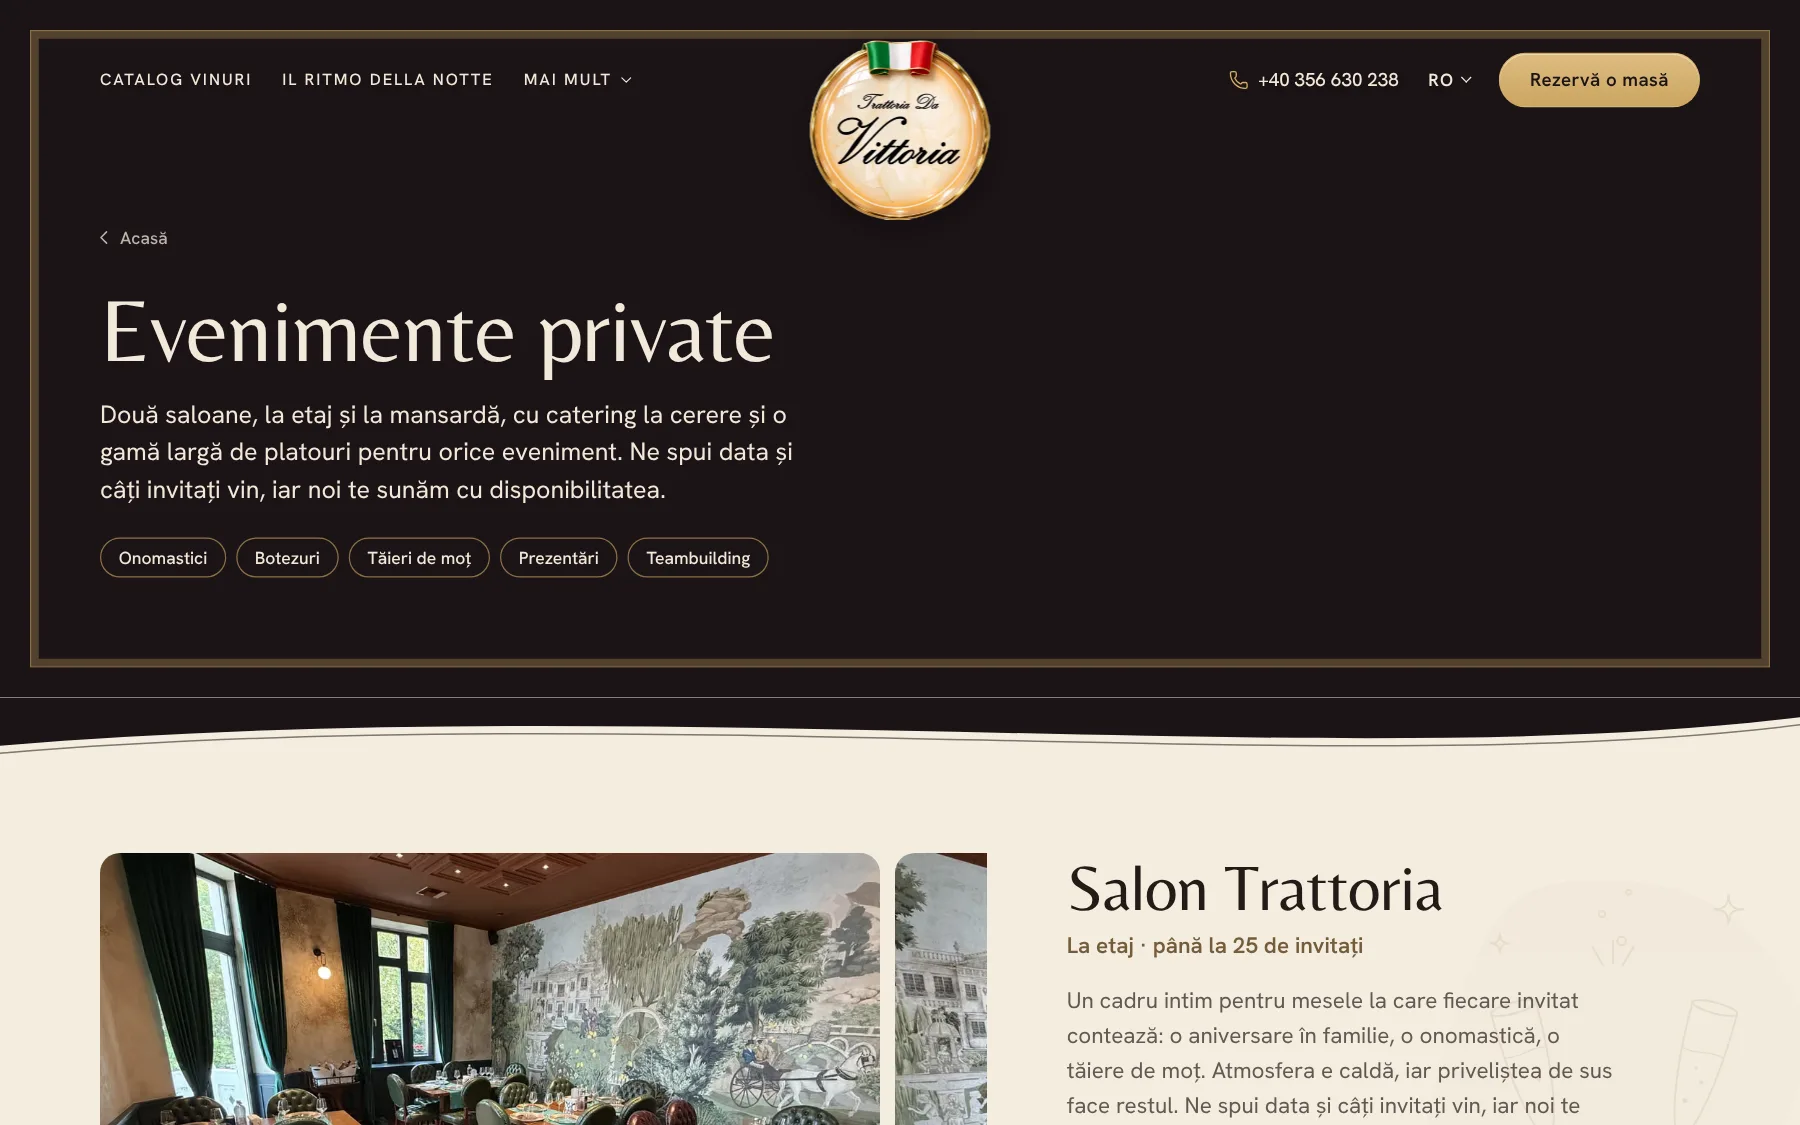 CATALOG VINURI
IL RITMO DELLA NOTTE
MAI MULT
Trattoria Da
Vittoria
+40 356 630 238
RO
Rezervă o masă
Acasă
Evenimente private
Două saloane, la etaj și la mansardă, cu catering la cerere și o
gamă largă de platouri pentru orice eveniment. Ne spui data și
câți invitați vin, iar noi te sunăm cu disponibilitatea.
Onomastici
Botezuri
Tăieri de moț
Prezentări
Teambuilding
Salon Trattoria
La etaj · până la 25 de invitați
Un cadru intim pentru mesele la care fiecare invitat
contează: o aniversare în familie, o onomastică, o
tăiere de moț. Atmosfera e caldă, iar priveliștea de sus
face restul. Ne spui data și câți invitați vin, iar noi te